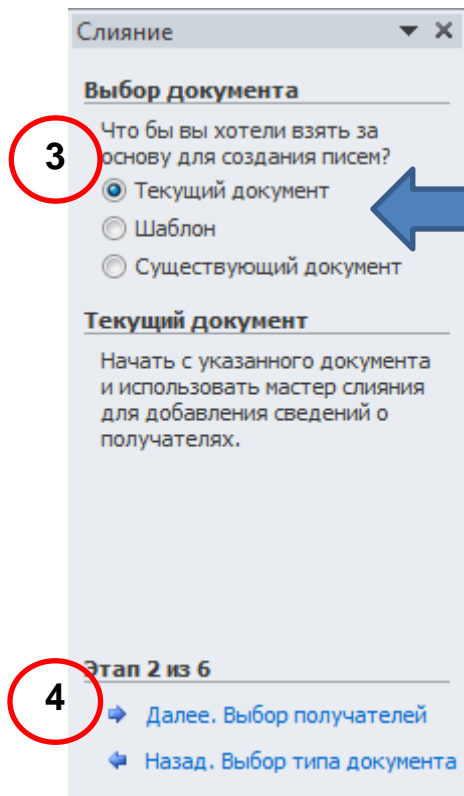 Слияние
Выбор документа
3
Что бы вы хотели взять за
основу для создания писем?
Текущий документ
Шаблон
Существующий документ
Текущий документ
Начать с указанного документа
и использовать мастер слияния
для добавления сведений о
получателях.
Этап 2 из 6
4
Далее. Выбор получателей
Назад. Выбор типа документа